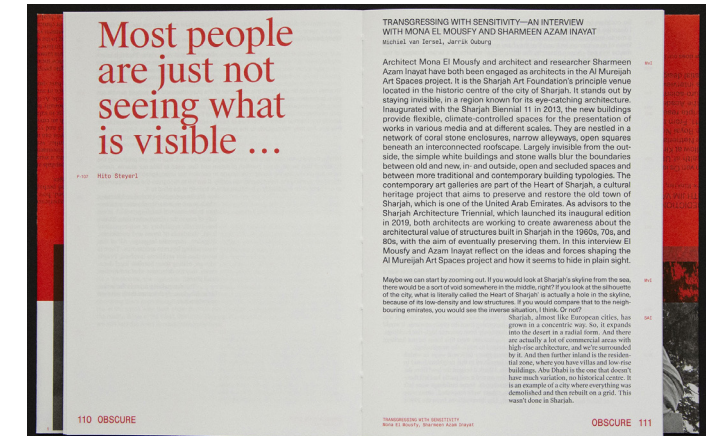 Most people
are just not
seeing what
is visible ...
Hito Steyerl
110 OBSCURE
TRANSGRESSING WITH SENSITIVITY—AN INTERVIEW
WITH MONA EL MOUSFY AND SHARMEEN AZAM INAYAT
Michiel van Iersel, Jarrik Ouburg
Architect Mona El Mousfy and architect and researcher Sharmeen
Azam Inayat have both been engaged as architects in the Al Mureijah
Art Spaces project. It is the Sharjah Art Foundation's principle venue
located in the historic centre of the city of Sharjah. It stands out by
staying invisible, in a region known for its eye-catching architecture.
Inaugurated with the Sharjah Biennial 11 in 2013, the new buildings
provide flexible, climate-controlled spaces for the presentation of
works in various media and at different scales. They are nestled in a
network of coral stone enclosures, narrow alleyways, open squares
beneath an interconnected roofscape. Largely invisible from the out-
side, the simple white buildings and stone walls blur the boundaries
between old and new, in- and outside, open and secluded spaces and
between more traditional and contemporary building typologies. The
contemporary art galleries are part of the Heart of Sharjah, a cultural
heritage project that aims to preserve and restore the old town of
Sharjah, which is one of the United Arab Emirates. As advisors to the
Sharjah Architecture Triennial, which launched its inaugural edition
in 2019, both architects are working to create awareness about the
architectural value of structures built in Sharjah in the 1960s, 70s, and
80s, with the aim of eventually preserving them. In this interview El
Mousfy and Azam Inayat reflect on the ideas and forces shaping the
Al Mureijah Art Spaces project and how it seems to hide in plain sight.
Maybe we can start by zooming out. If you would look at Sharjah's skyline from the sea,
there would be a sort of void somewhere in the middle, right? If you look at the silhouette
of the city, what is literally called the Heart of Sharjah' is actually a hole in the skyline,
because of its low-density and low structures. If you would compare that to the neigh-
bouring emirates, you would see the inverse situation, I think. Or not?
Sharjah, almost like European cities, has
grown in a concentric way. So, it expands
into the desert in a radial form. And there
are actually a lot of commercial areas with
high-rise architecture, and we're surrounded
by it. And then further inland is the residen-
tial zone, where you have villas and low-rise
buildings. Abu Dhabi is the one that doesn't
have much variation, no historical centre. It
is an example of a city where everything was
demolished and then rebuilt on a grid. This
wasn't done in Sharjah.
TRANSGRESSING WITH SENSITIVITY
Mona El Mousfy, Sharmeen Azam Inayat
OBSCURE 111